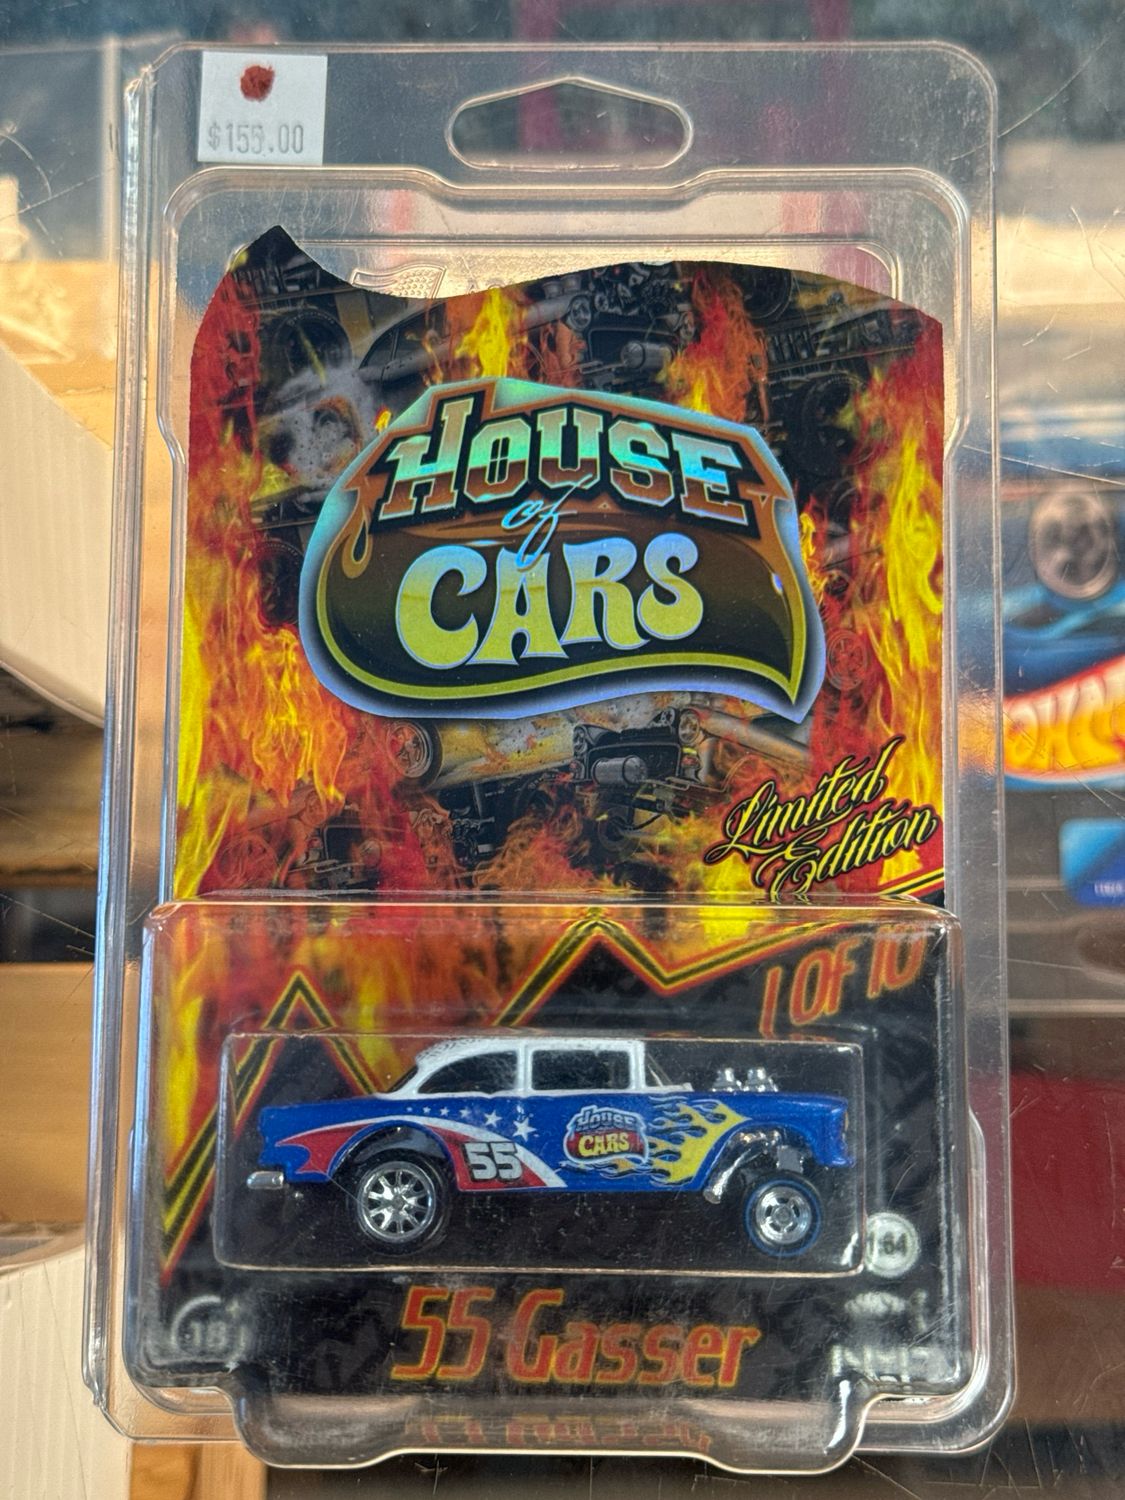 $155.00
HOUSE
of
CARS
Limited
Edition
1 OF 10
55
HOUSE
CARS
1:64
55 Gasser